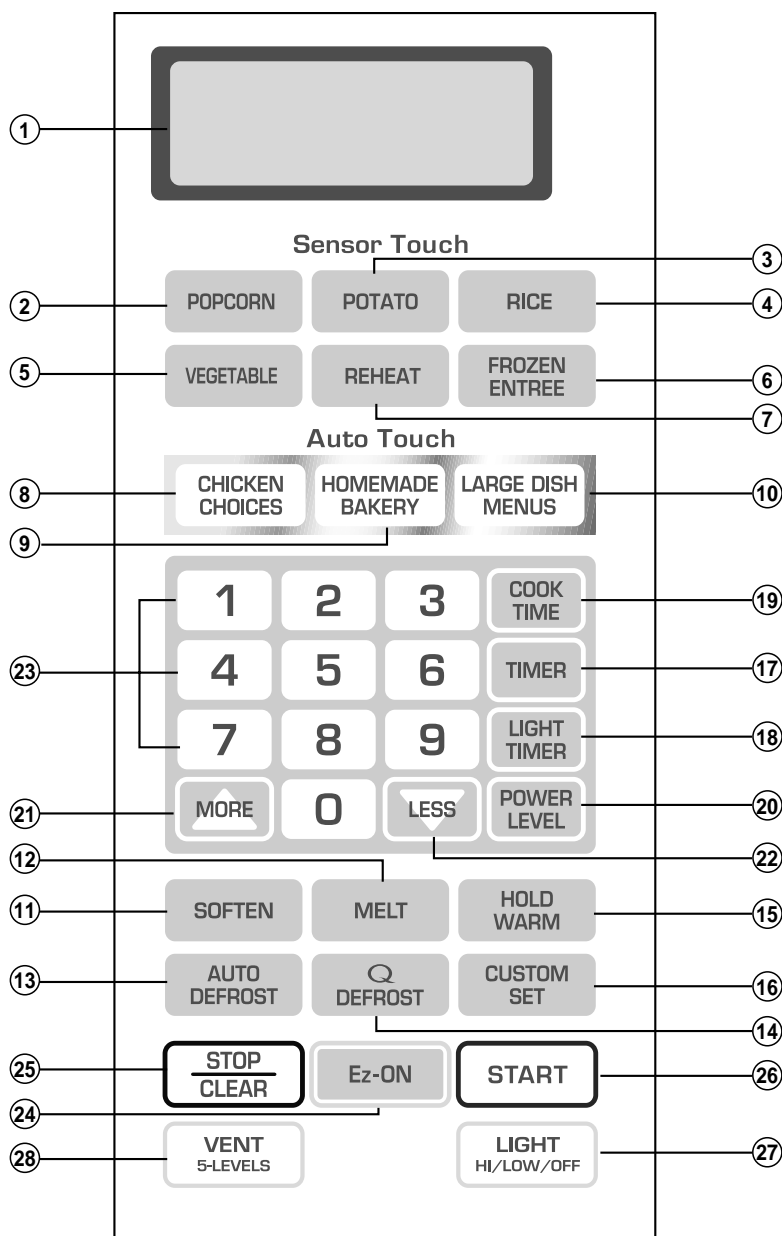 1
Sensor Touch
3
2
POPCORN
POTATO
RICE
4
5
VEGETABLE
REHEAT
FROZEN
ENTREE
6
7
Auto Touch
8
CHICKEN
CHOICES
HOMEMADE
BAKERY
LARGE DISH
MENUS
10
9
1
2
3
COOK
TIME
19
23
4
5
6
TIMER
17
7
8
9
LIGHT
TIMER
18
21
MORE
0
LESS
POWER
LEVEL
20
12
22
11
SOFTEN
MELT
HOLD
WARM
15
13
AUTO
DEFROST
Q
DEFROST
CUSTOM
SET
16
14
25
STOP
CLEAR
Ez-ON
START
26
24
28
VENT
5-LEVELS
LIGHT
HI/LOW/OFF
27